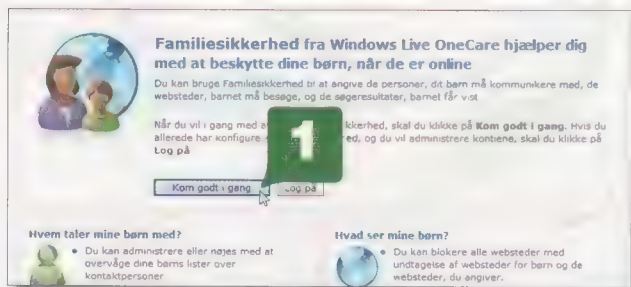 Familiesikkerhed fra Windows Live OneCare hjælper dig
med at beskytte dine børn, når de er online
Du kan bruge Familiesikkerhed til at angive de personer, dit barn må kommunikere med, de
websteder, barnet må besøge, og de søgeresultater, barnet får vist
Når du vil i gang med skal du klikke på Kom godt i gang. Hvis du
allerede har og du vil administrere kontiene, skal du klikke på
Log på
1
Kom godt i gang
Log på
Hvem taler mine børn med?
• Du kan administrere eller nøjes med at
overvåge dine børns lister over
kontaktpersoner
Hvad ser mine børn?
• Du kan blokere alle websteder med
undtagelse af websteder for børn og de
websteder, du angiver.